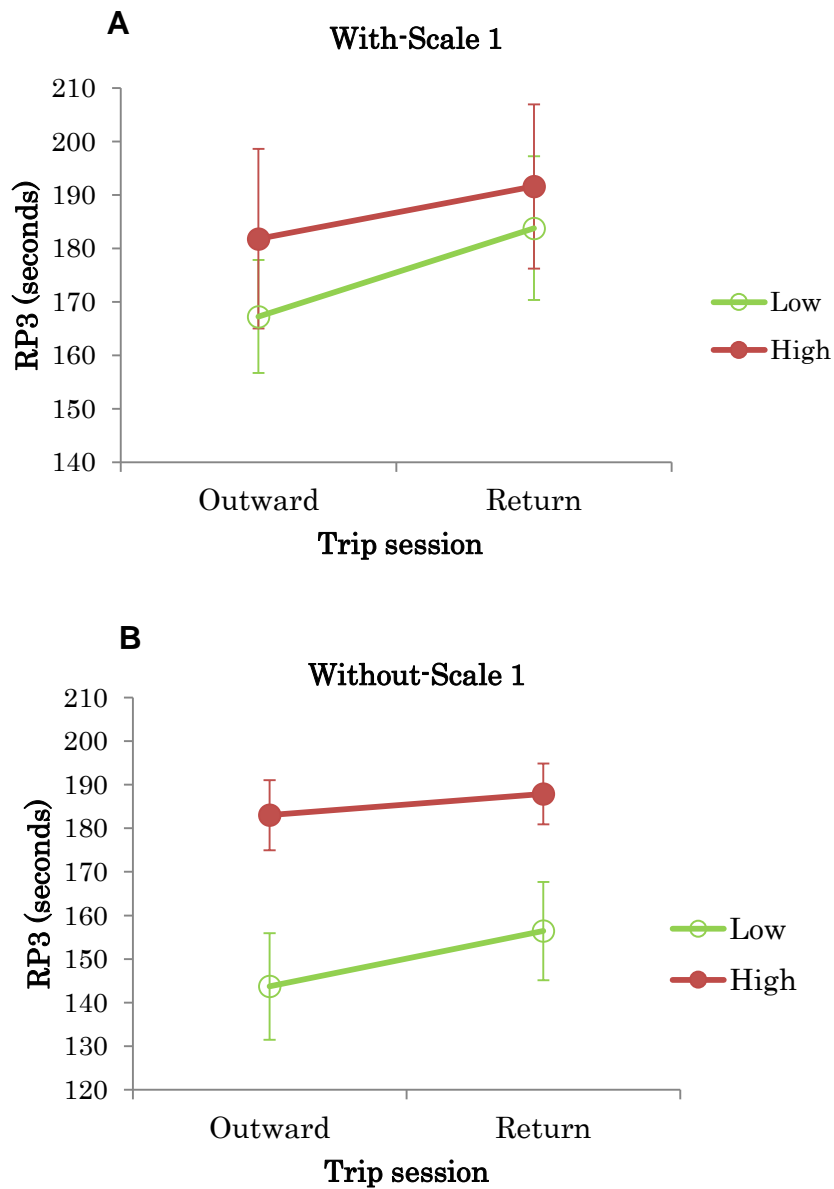 A
With-Scale 1
210
200
190
180
170
160
150
140
RP3 (seconds)
Outward Return
Trip session
Low
High
B
Without-Scale 1
210
200
190
180
170
160
150
140
130
120
RP3 (seconds)
Outward Return
Trip session
Low
High